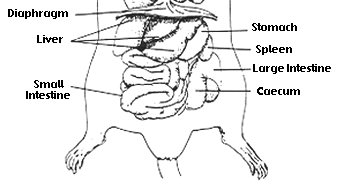 Diaphragm
Liver
Small
Intestine
Stomach
Spleen
Large Intestine
Caecum